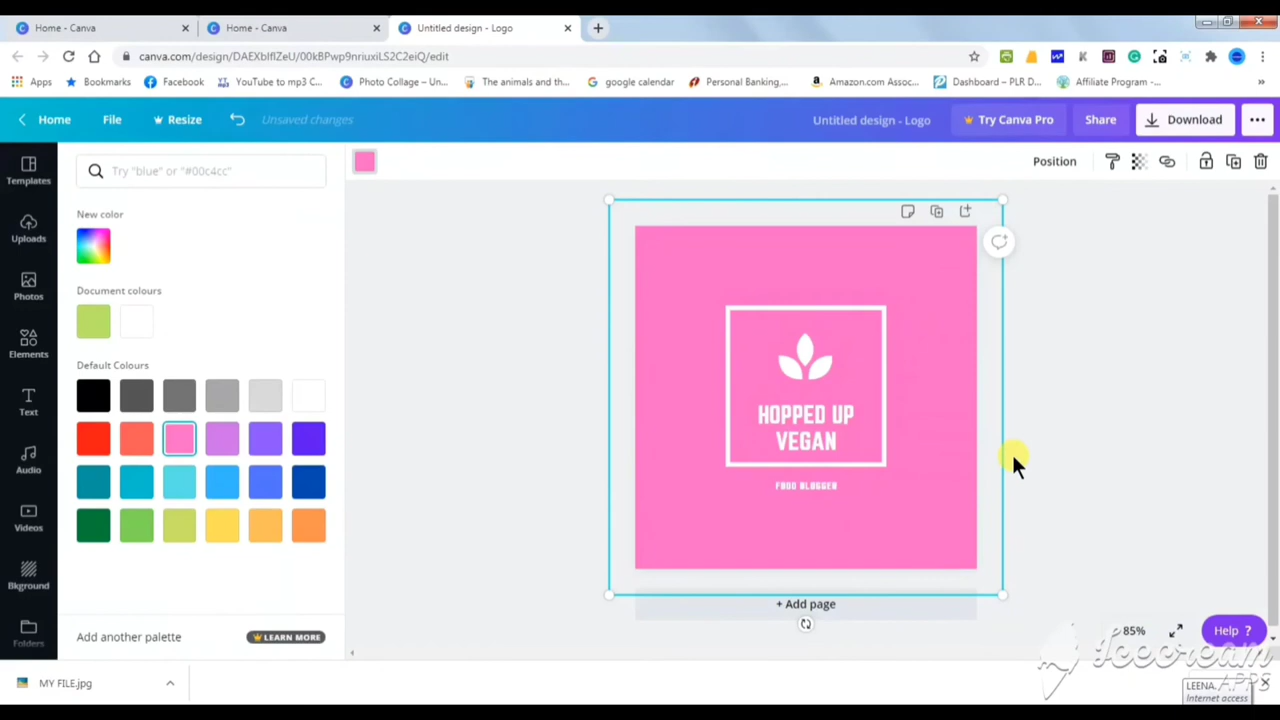 Home - Canva
Home - Canva
Untitled design - Logo
canva.com/design/DAEXblflZeU/00kBPwp9nriuxiLS2C2eiQ/edit
Apps
Bookmarks
Facebook
YouTube to mp3 C...
Photo Collage – Un...
The animals and th...
google calendar
Personal Banking,...
Amazon.com Assoc...
Dashboard – PLR D...
Affiliate Program -...
Home
File
Resize
Unsaved changes
Untitled design - Logo
Try Canva Pro
Share
Download
Templates
Uploads
Photos
Elements
Text
Audio
Videos
Bkground
Folders
Try "blue" or "#00c4cc"
New color
Document colours
Default Colours
Add another palette
LEARN MORE
Position
HOPPED UP
VEGAN
FOOD BLOGGER
+ Add page
85%
Help ?
MY FILE.jpg
Icecream
APPS
LEENA.
Internet access